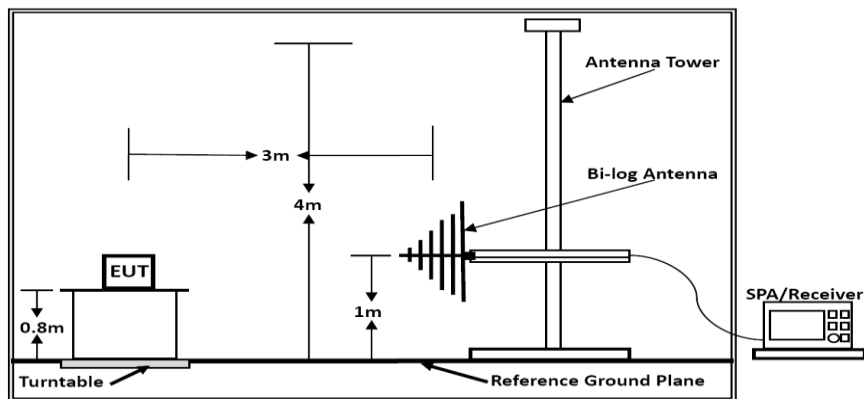 Antenna Tower
3m
Bi-log Antenna
4m
EUT
0.8m
1m
SPA/Receiver
Turntable
Reference Ground Plane